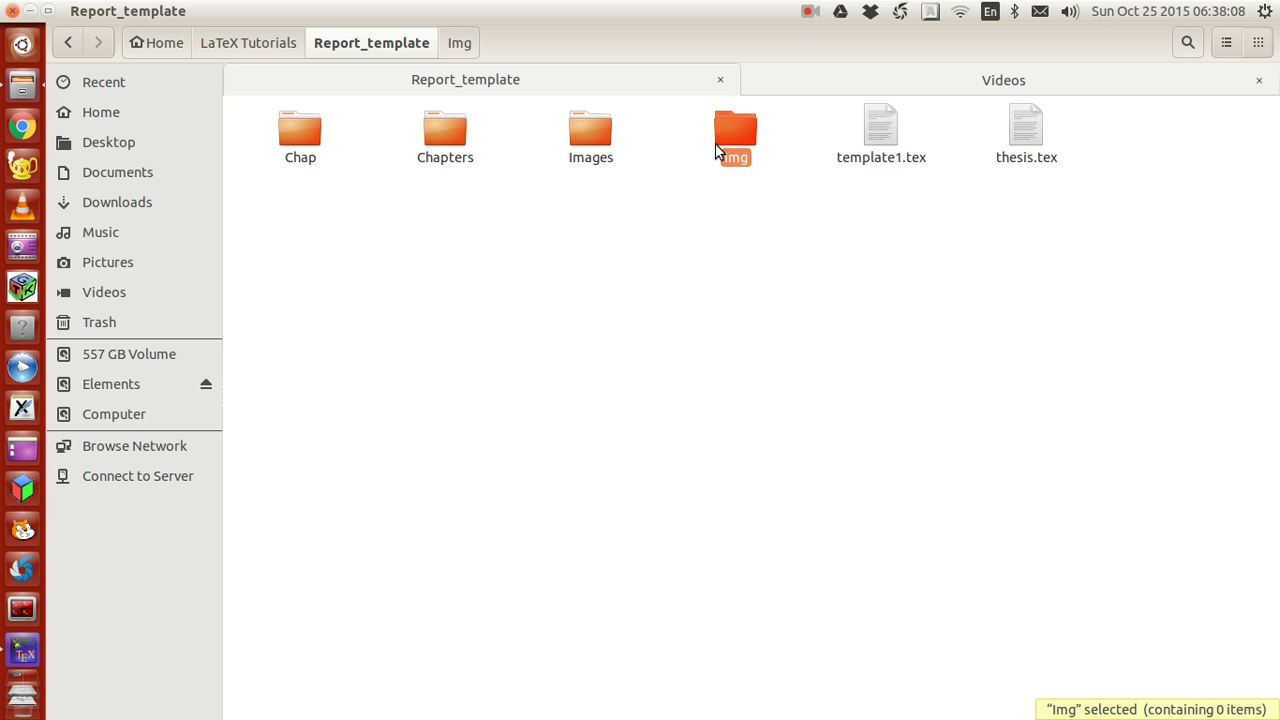 Report_template
En
Sun Oct 25 2015 06:38:08
Home
LaTeX Tutorials
Report_template
Img
Recent
Home
Desktop
Documents
Downloads
Music
Pictures
Videos
Trash
557 GB Volume
Elements
Computer
Browse Network
Connect to Server
Report_template
Videos
Chap
Chapters
Images
Img
template1.tex
thesis.tex
TEX
“Img” selected (containing 0 items)